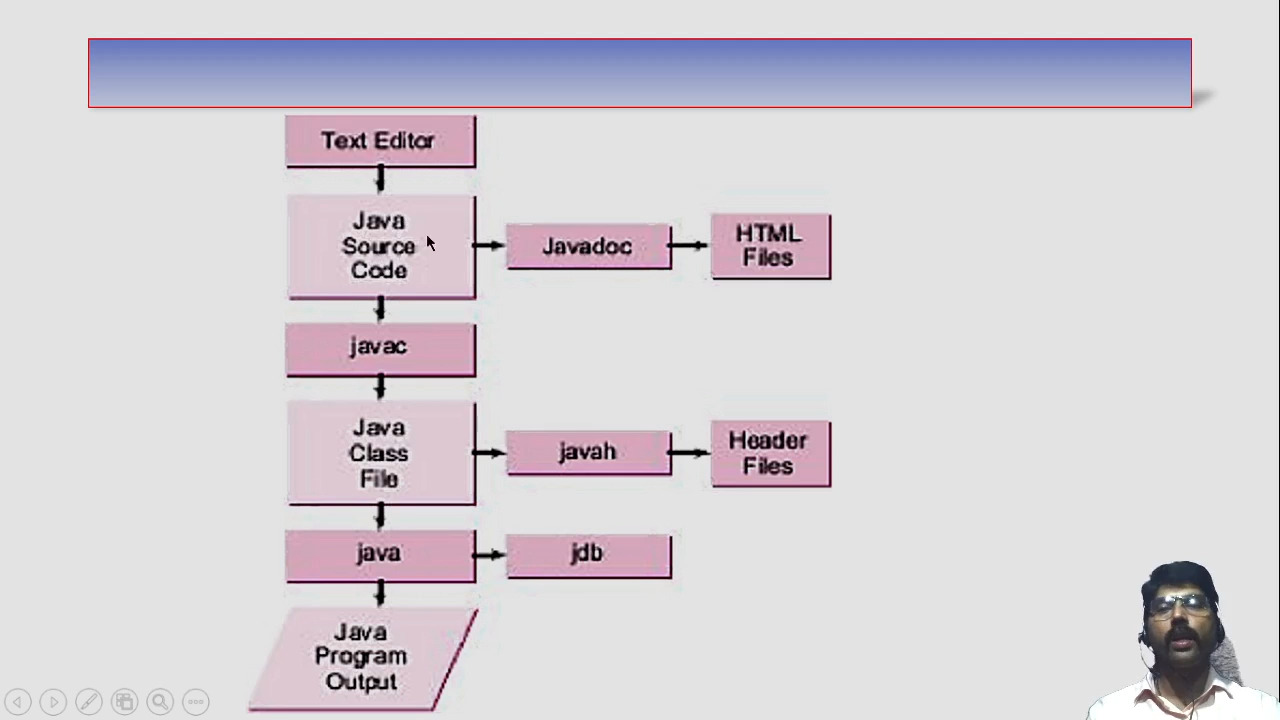 Text Editor
Java
Source
Code
Javadoc
HTML
Files
javac
Java
Class
File
javah
Header
Files
java
jdb
Java
Program
Output